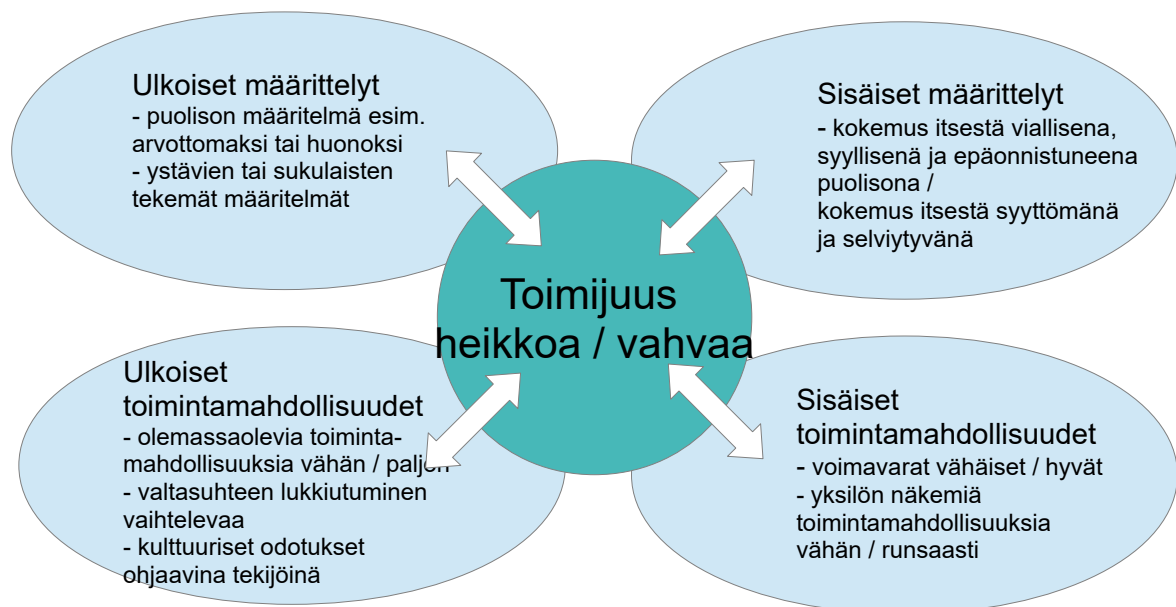 Ulkoiset määrittelyt
- puolison määritelmä esim.
arvottomaksi tai huonoksi
- ystävien tai sukulaisten
tekemät määritelmät
Sisäiset määrittelyt
- kokemus itsestä viallisena,
syyllisenä ja epäonnistuneena
puolisona /
kokemus itsestä syyttömänä
ja selviytyvänä
Toimijuus
heikkoa / vahvaa
Ulkoiset
toimintamahdollisuudet
- olemassaolevia toiminta-
mahdollisuuksia vähän / paljon
- valtasuhteen lukkiutuminen
vaihtelevaa
- kulttuuriset odotukset
ohjaavina tekijöinä
Sisäiset
toimintamahdollisuudet
- voimavarat vähäiset / hyvät
- yksilön näkemiä
toimintamahdollisuuksia
vähän / runsaasti